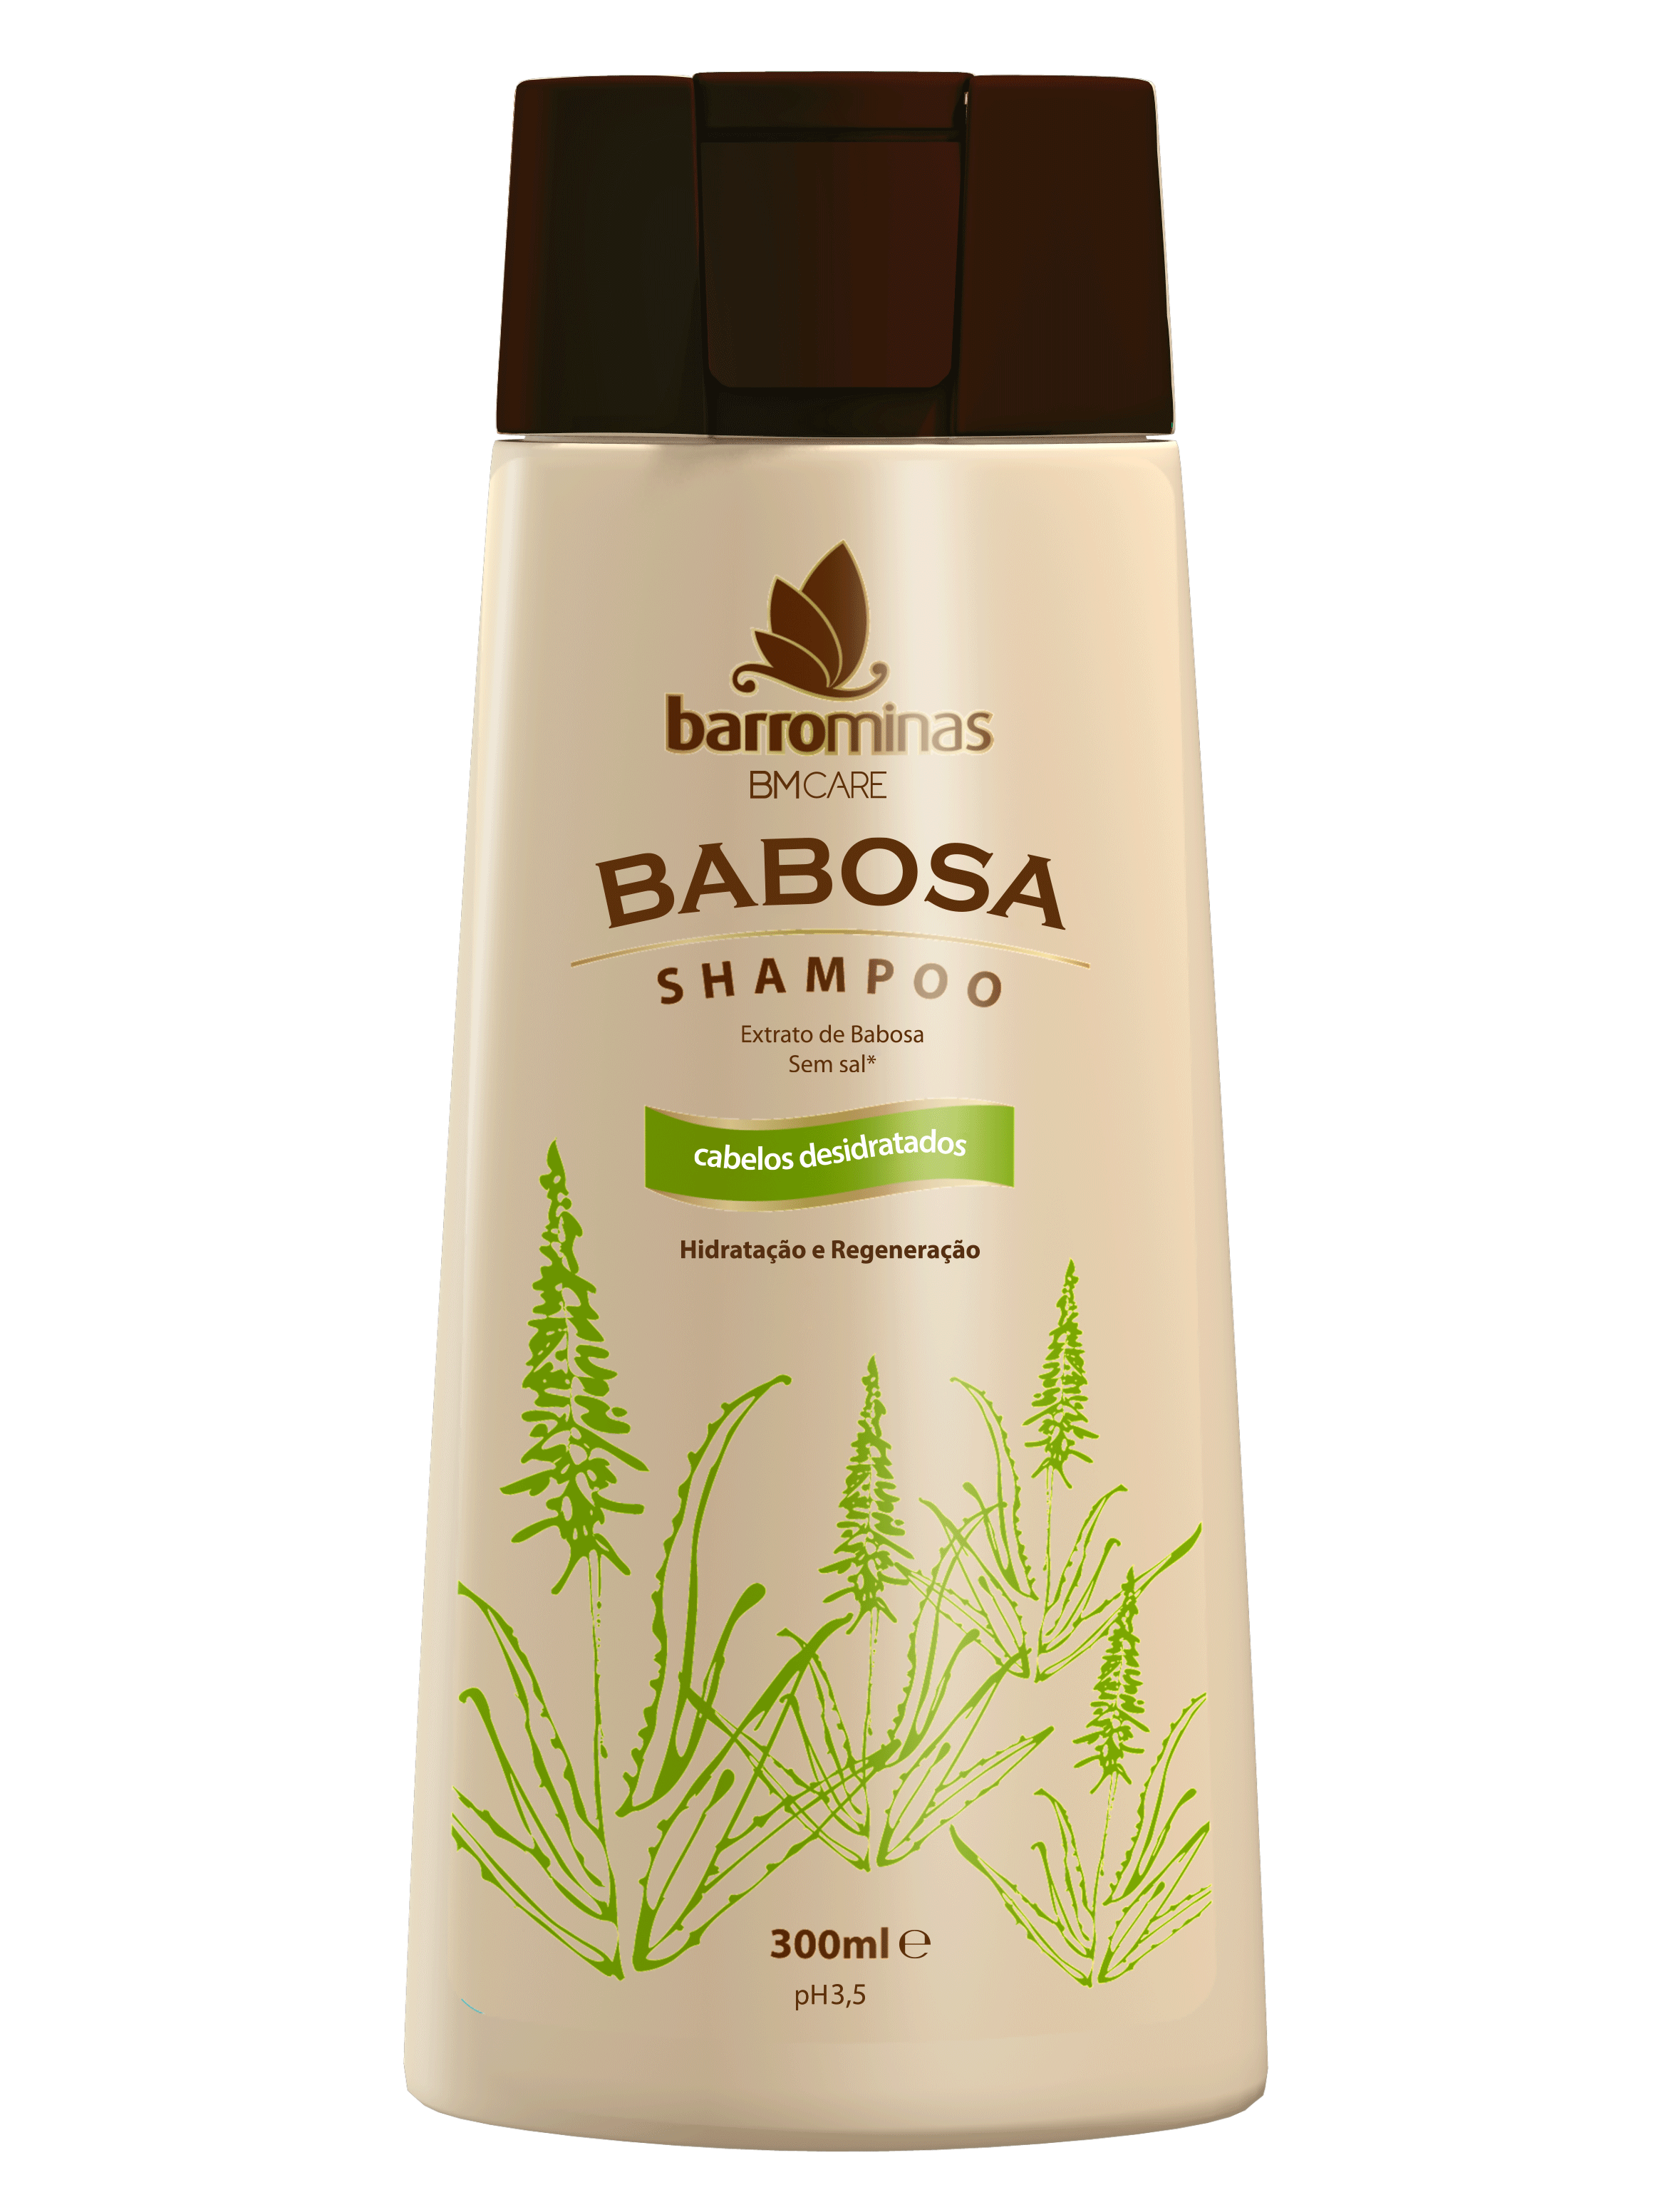 barrominas
BMCARE
BABOSA
SHAMPOO
Extrato de Babosa
Sem sal*
cabelos desidratados
Hidratação e Regeneração
300ml ℮
pH3,5